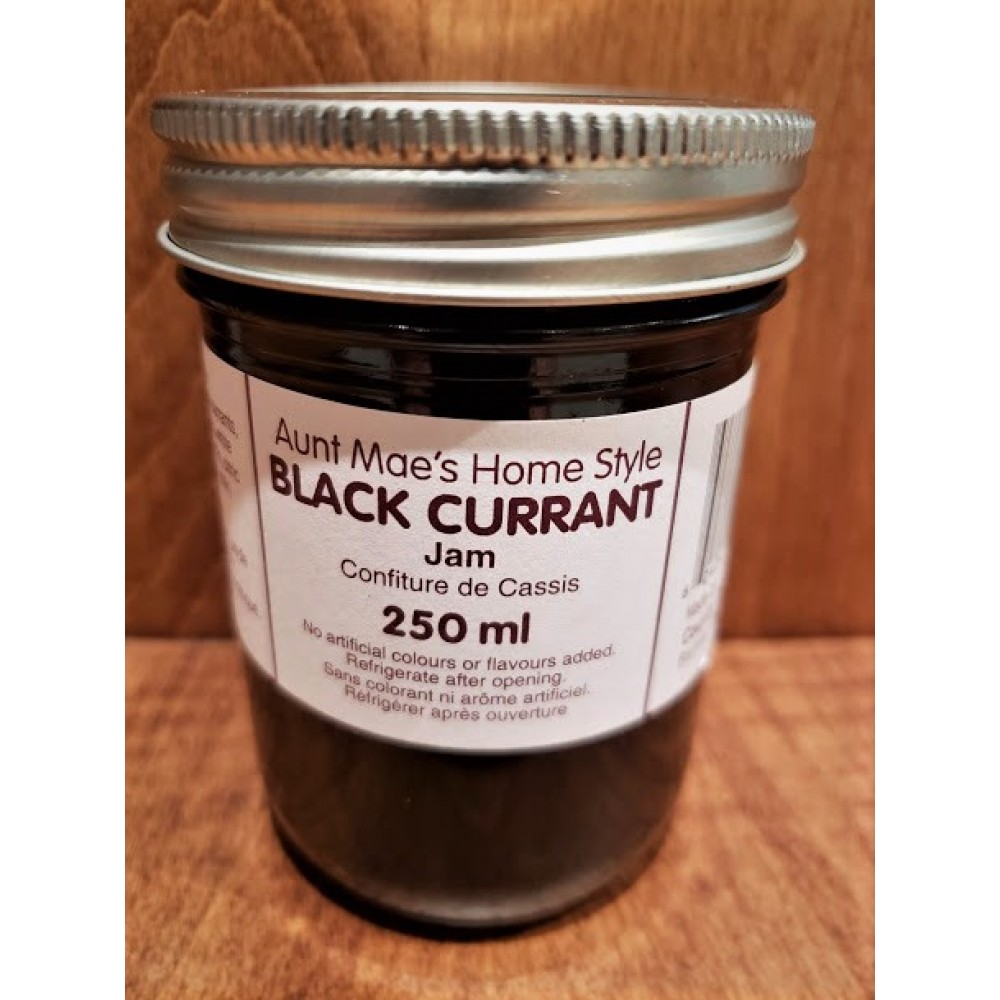 Aunt Mae's Home Style
BLACK CURRANT
Jam
Confiture de Cassis
250 ml
No artificial colours or flavours added.
Refrigerate after opening.
Sans colorant ni arôme artificiel.
Réfrigérer après ouverture